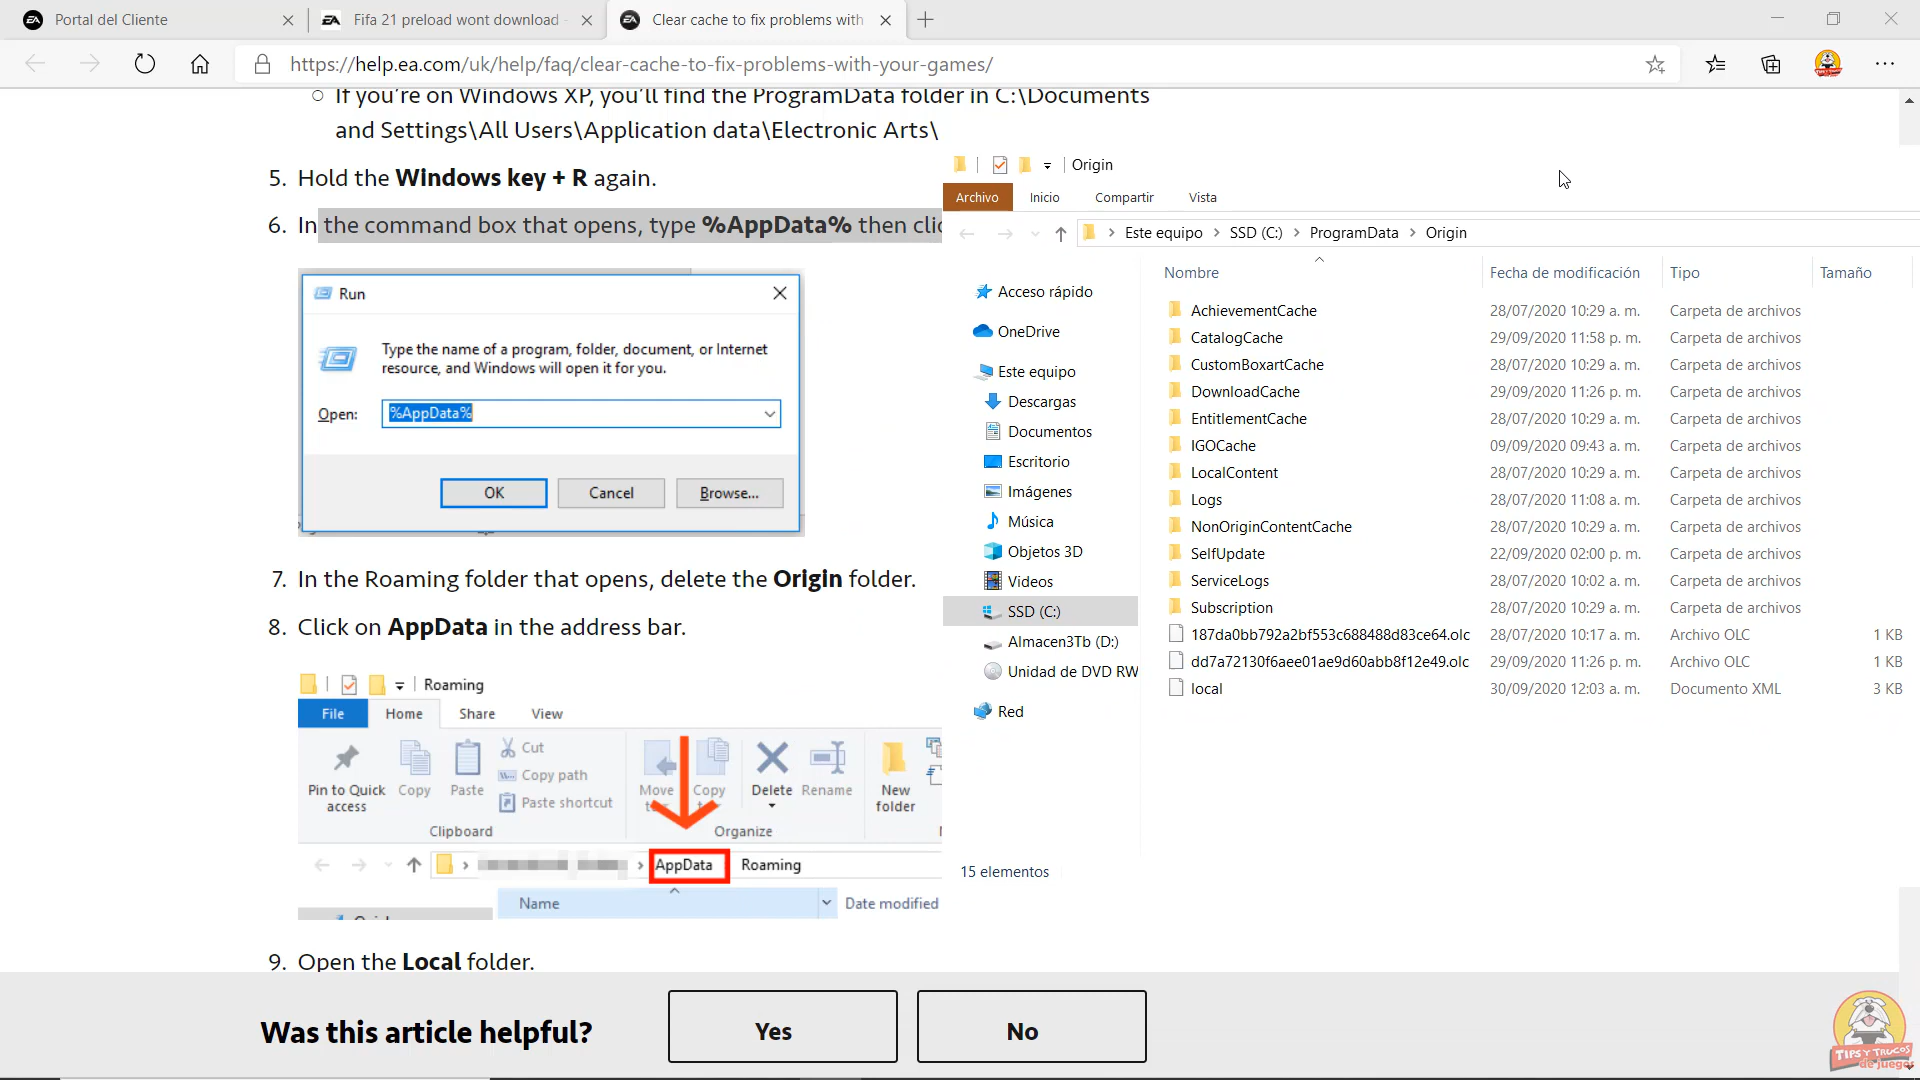 Portal del Cliente
Fifa 21 preload wont download -
Clear cache to fix problems with
https://help.ea.com/uk/help/faq/clear-cache-to-fix-problems-with-your-games/
If you're on Windows XP, you'll find the ProgramData folder in C:\Documents
and Settings\All Users\Application data\Electronic Arts\
5. Hold the Windows key + R again.
6. In the command box that opens, type %AppData% then clic
Run
Type the name of a program, folder, document, or Internet
resource, and Windows will open it for you.
Open: %AppData%
OK Cancel Browse...
7. In the Roaming folder that opens, delete the Origin folder.
8. Click on AppData in the address bar.
Roaming
File Home Share View
Pin to Quick
access
Copy
Paste
Cut
Copy path
Paste shortcut
Clipboard
Move
Copy
Delete
Rename
New
folder
Organize
AppData Roaming
Name Date modified
9. Open the Local folder.
Was this article helpful? Yes No
Origin
Archivo Inicio Compartir Vista
Este equipo SSD (C:) ProgramData Origin
Acceso rápido
OneDrive
Este equipo
Descargas
Documentos
Escritorio
Imágenes
Música
Objetos 3D
Videos
SSD (C:)
Almacen3Tb (D:)
Unidad de DVD RW
Red
Nombre Fecha de modificación Tipo Tamaño
AchievementCache 28/07/2020 10:29 a. m. Carpeta de archivos
CatalogCache 29/09/2020 11:58 p. m. Carpeta de archivos
CustomBoxartCache 28/07/2020 10:29 a. m. Carpeta de archivos
DownloadCache 29/09/2020 11:26 p. m. Carpeta de archivos
EntitlementCache 28/07/2020 10:29 a. m. Carpeta de archivos
IGOCache 09/09/2020 09:43 a. m. Carpeta de archivos
LocalContent 28/07/2020 10:29 a. m. Carpeta de archivos
Logs 28/07/2020 11:08 a. m. Carpeta de archivos
NonOriginContentCache 28/07/2020 10:29 a. m. Carpeta de archivos
SelfUpdate 22/09/2020 02:00 p. m. Carpeta de archivos
ServiceLogs 28/07/2020 10:02 a. m. Carpeta de archivos
Subscription 28/07/2020 10:29 a. m. Carpeta de archivos
187da0bb792a2bf553c688488d83ce64.olc 28/07/2020 10:17 a. m. Archivo OLC 1 KB
dd7a72130f6aee01ae9d60abb8f12e49.olc 29/09/2020 11:26 p. m. Archivo OLC 1 KB
local 30/09/2020 12:03 a. m. Documento XML 3 KB
15 elementos
TIPS Y TRUCOS
de juegos